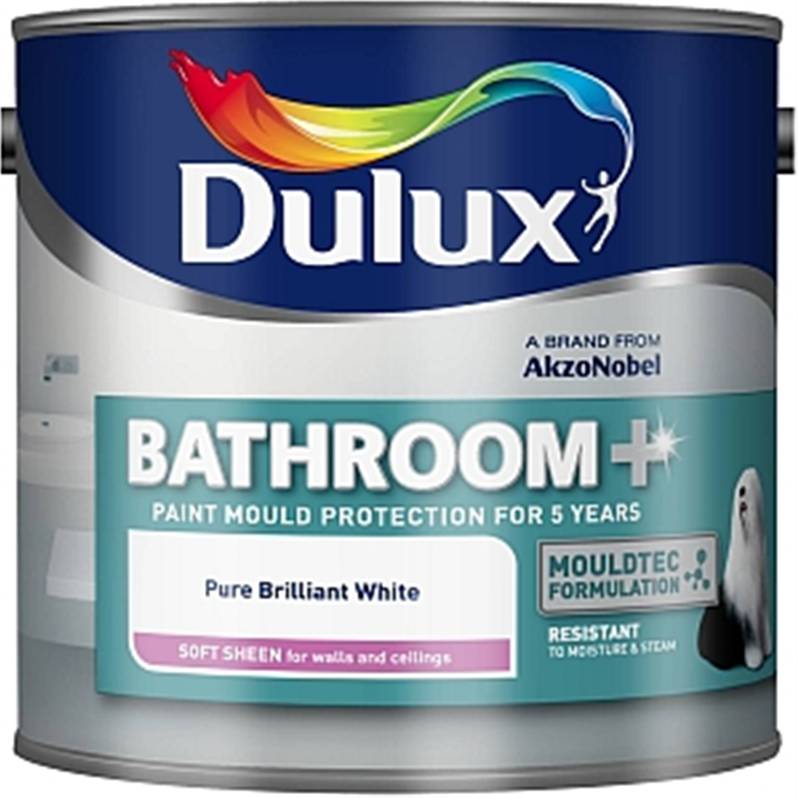 Dulux
A BRAND FROM
AkzoNobel
BATHROOM+
PAINT MOULD PROTECTION FOR 5 YEARS
Pure Brilliant White
SOFT SHEEN for walls and ceilings
MOULDTEC
FORMULATION
RESISTANT
TO MOISTURE & STEAM